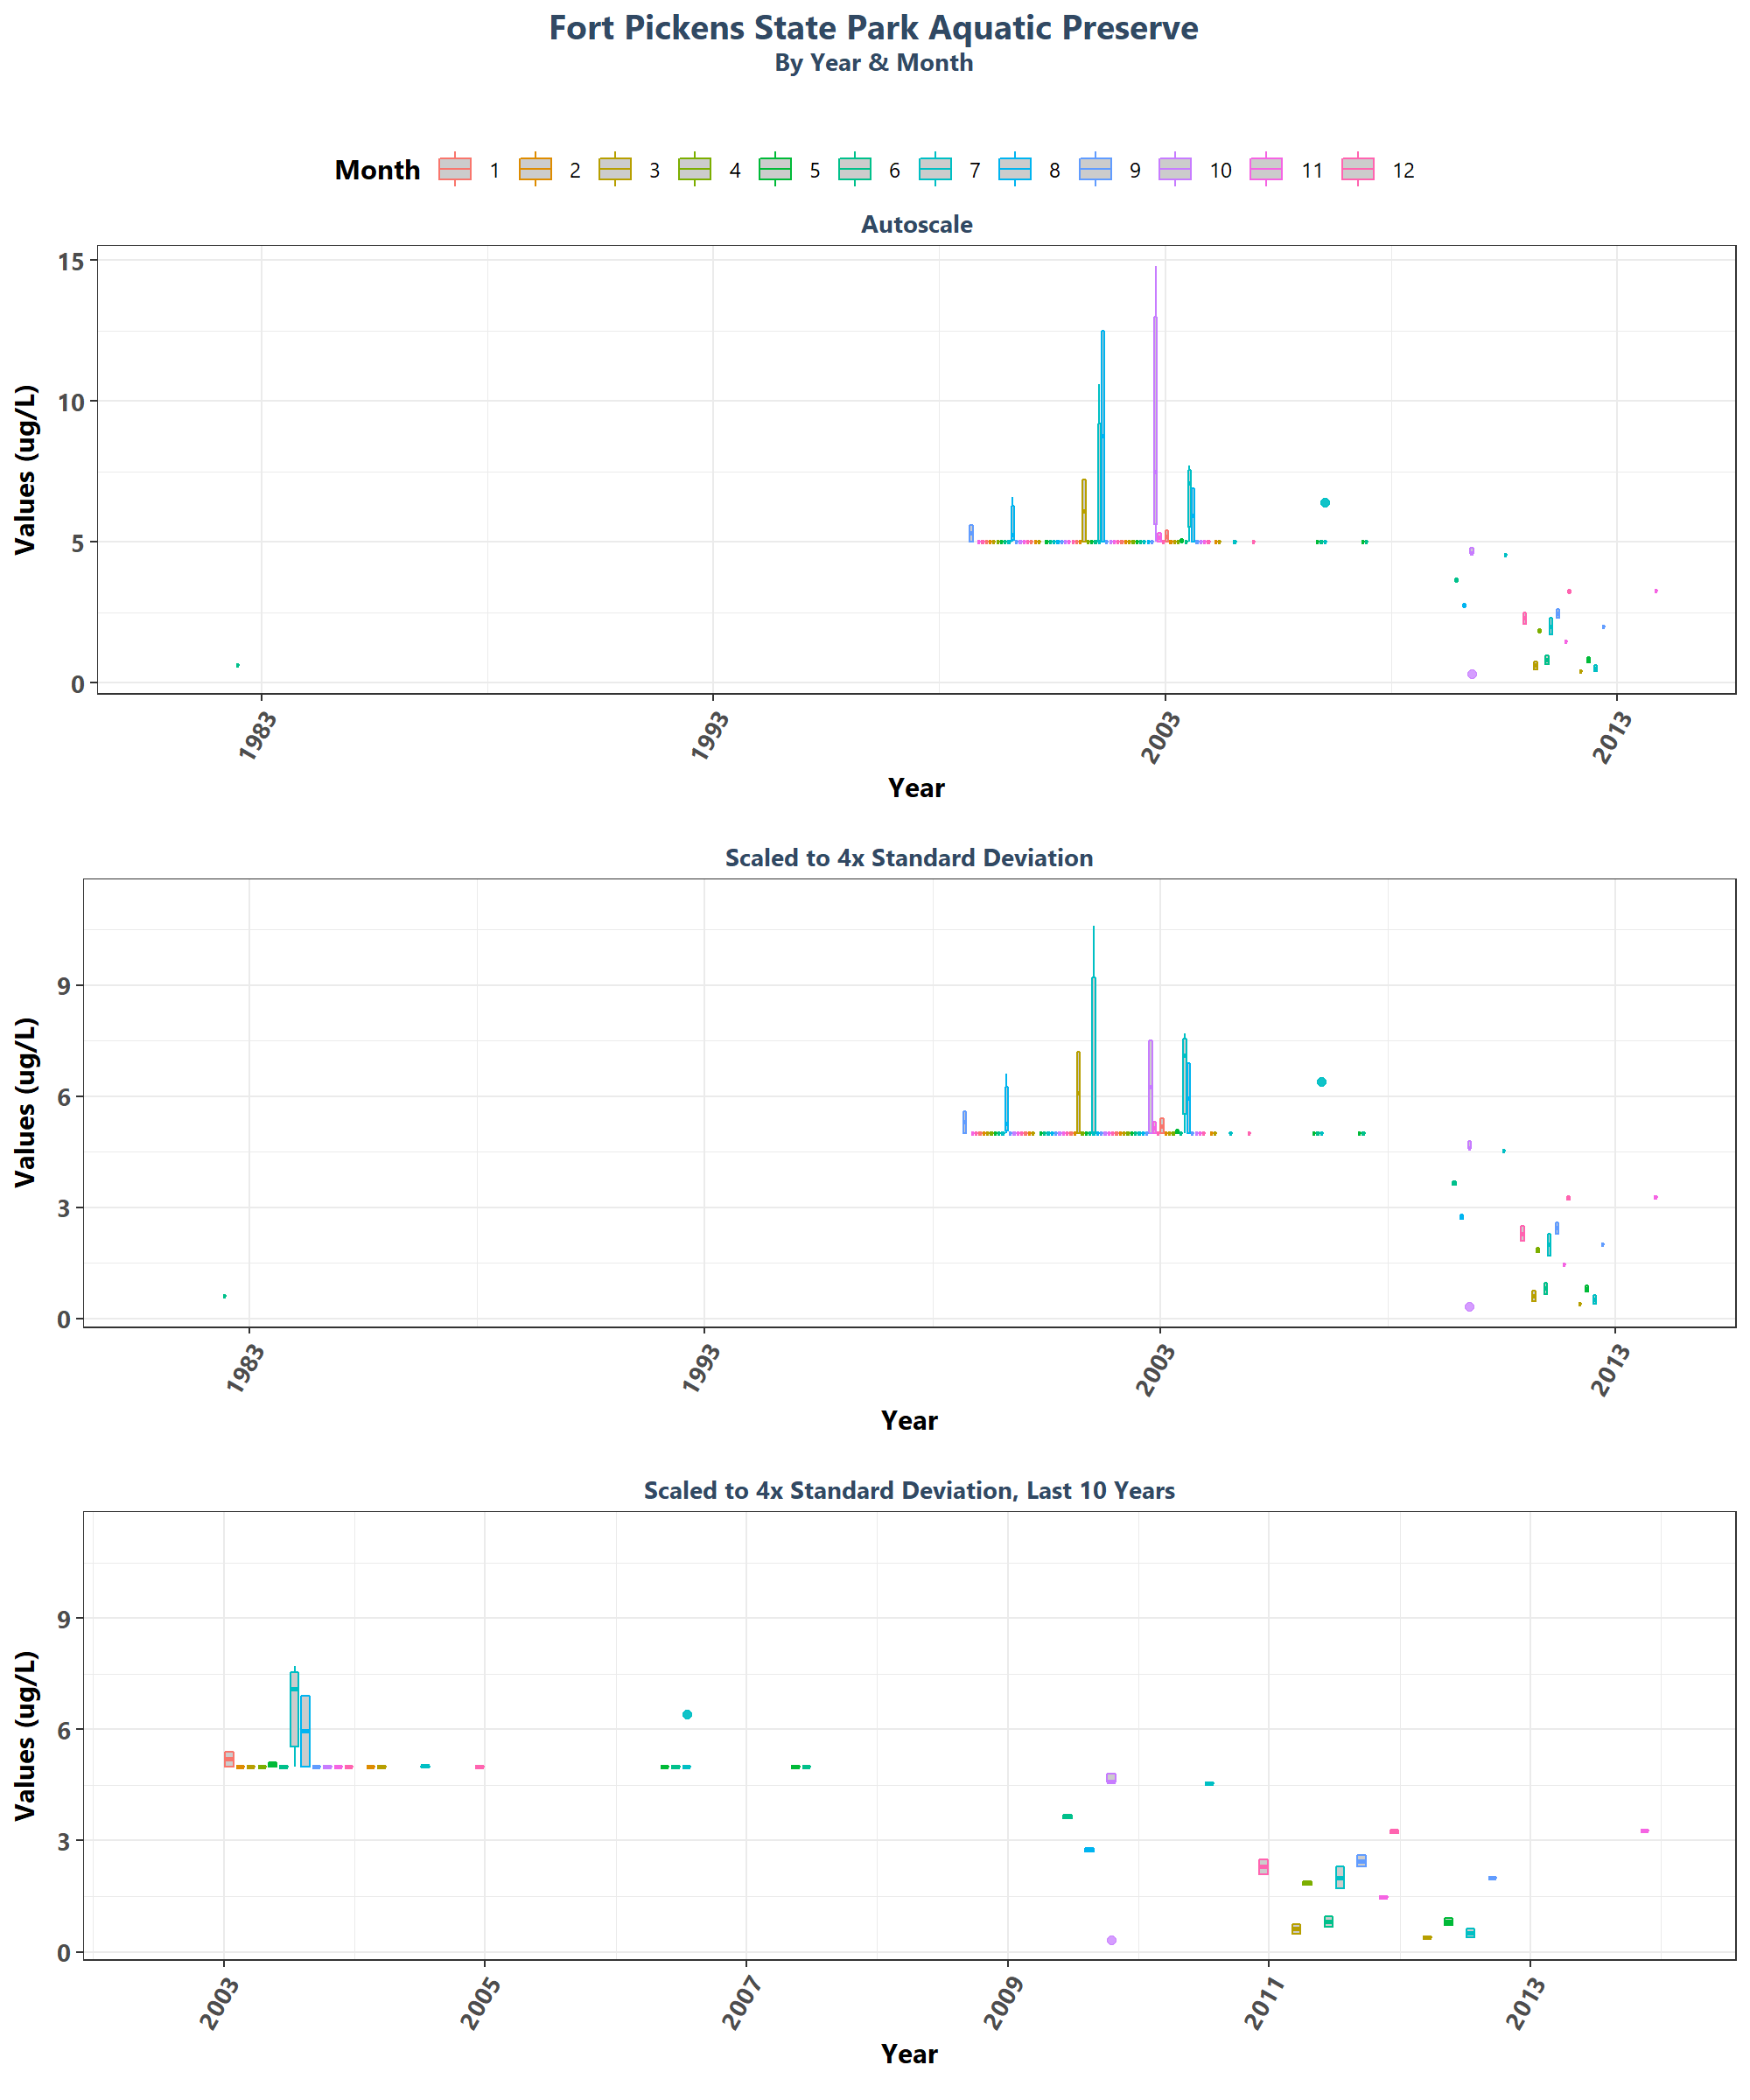 Fort Pickens State Park Aquatic Preserve
By Year & Month
Month 1 2 3 4 5 6 7 8 9 10 11 12
Autoscale
Values (ug/L)
15
10
5
0
1983 1993 2003 2013
Year
Scaled to 4x Standard Deviation
Values (ug/L)
9
6
3
0
1983 1993 2003 2013
Year
Scaled to 4x Standard Deviation, Last 10 Years
Values (ug/L)
9
6
3
0
2003 2005 2007 2009 2011 2013
Year